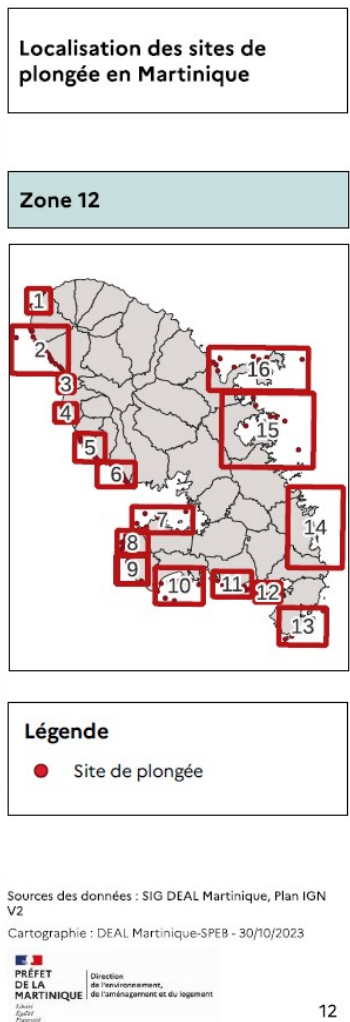 Localisation des sites de
plongée en Martinique
Zone 12
1
2
3
4
5
6
7
8
9
10
11
12
13
14
15
16
Légende
Site de plongée
Sources des données : SIG DEAL Martinique, Plan IGN
V2
Cartographie : DEAL Martinique-SPEB - 30/10/2023
PRÉFET
DE LA
MARTINIQUE
Liberté
Égalité
Fraternité
Direction
de l'environnement,
de l'aménagement et du logement
12